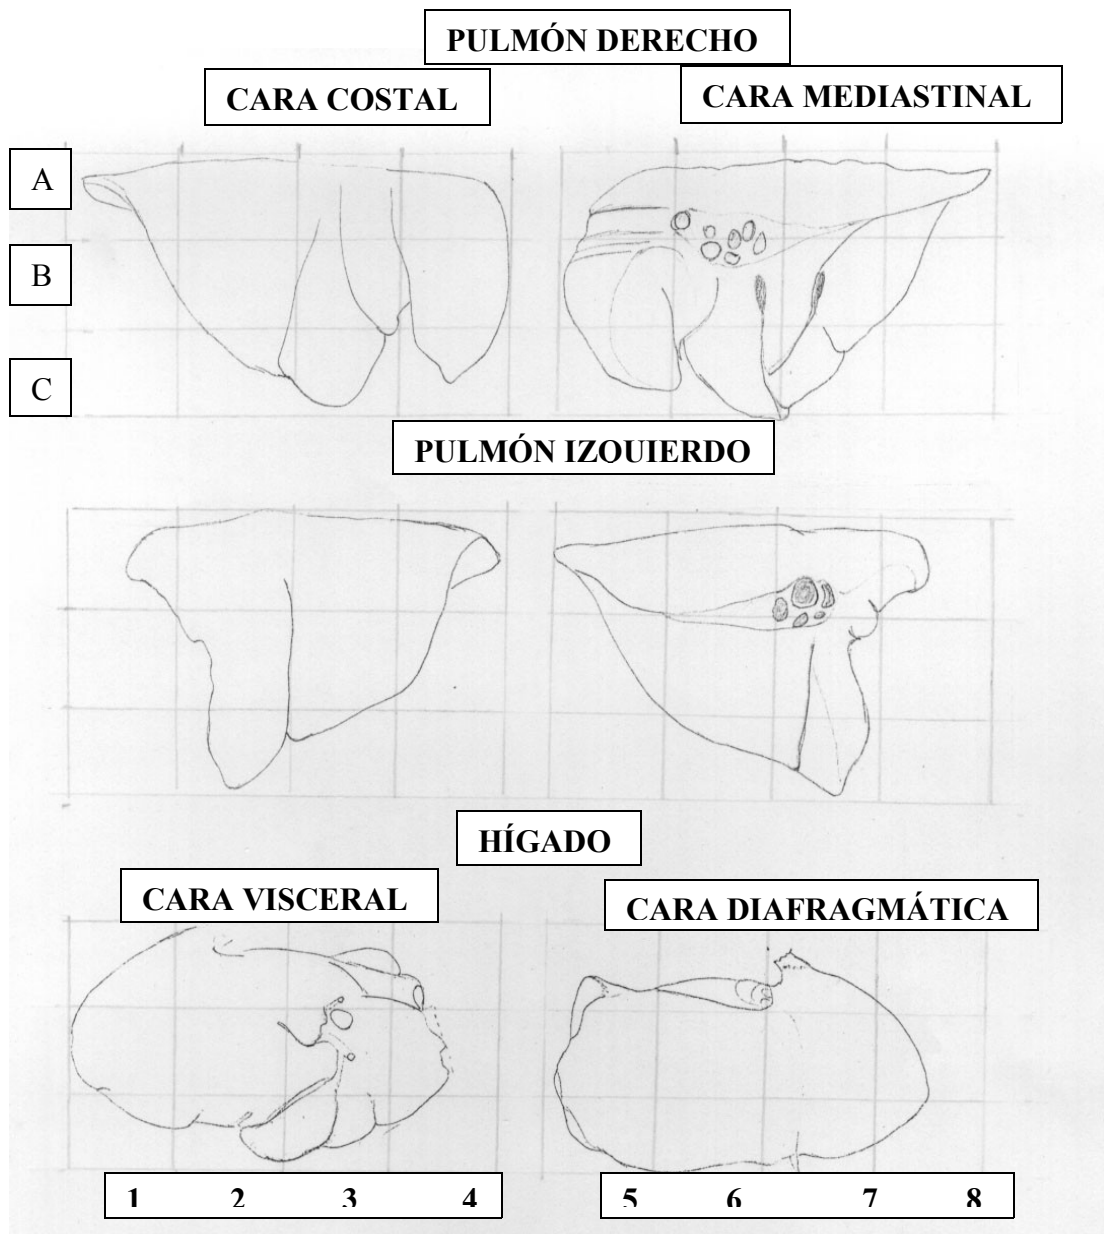 PULMÓN DERECHO
CARA COSTAL
CARA MEDIASTINAL
A
B
C
PULMÓN IZOUIERDO
HÍGADO
CARA VISCERAL
CARA DIAFRAGMÁTICA
1 2 3 4
5 6 7 8